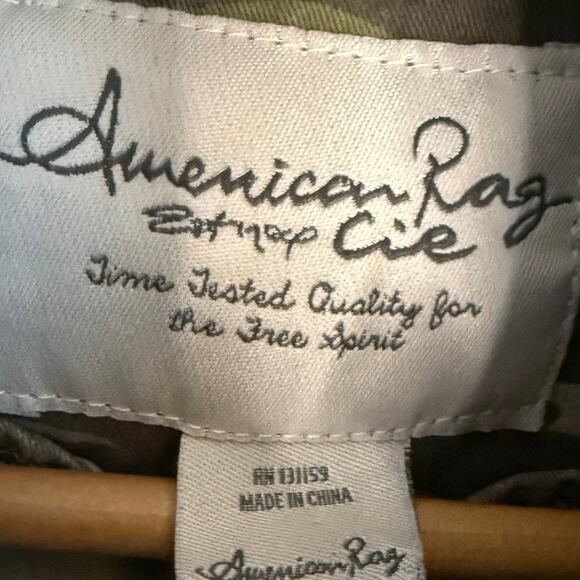 American Rag
Cie
Time Tested Quality for
the Free Spirit
RN 131159
MADE IN CHINA
American Rag